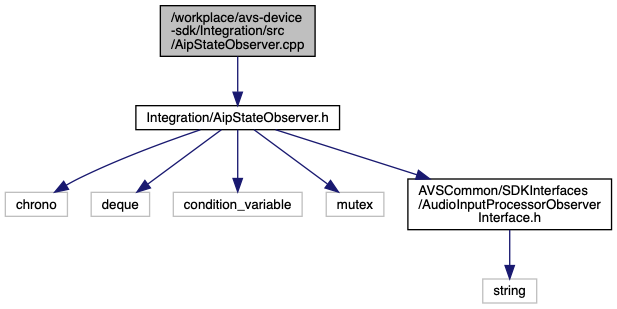 /workplace/avs-device
-sdk/Integration/src
/AipStateObserver.cpp
Integration/AipStateObserver.h
chrono
deque
condition_variable
mutex
AVSCommon/SDKInterfaces
/AudioInputProcessorObserver
Interface.h
string